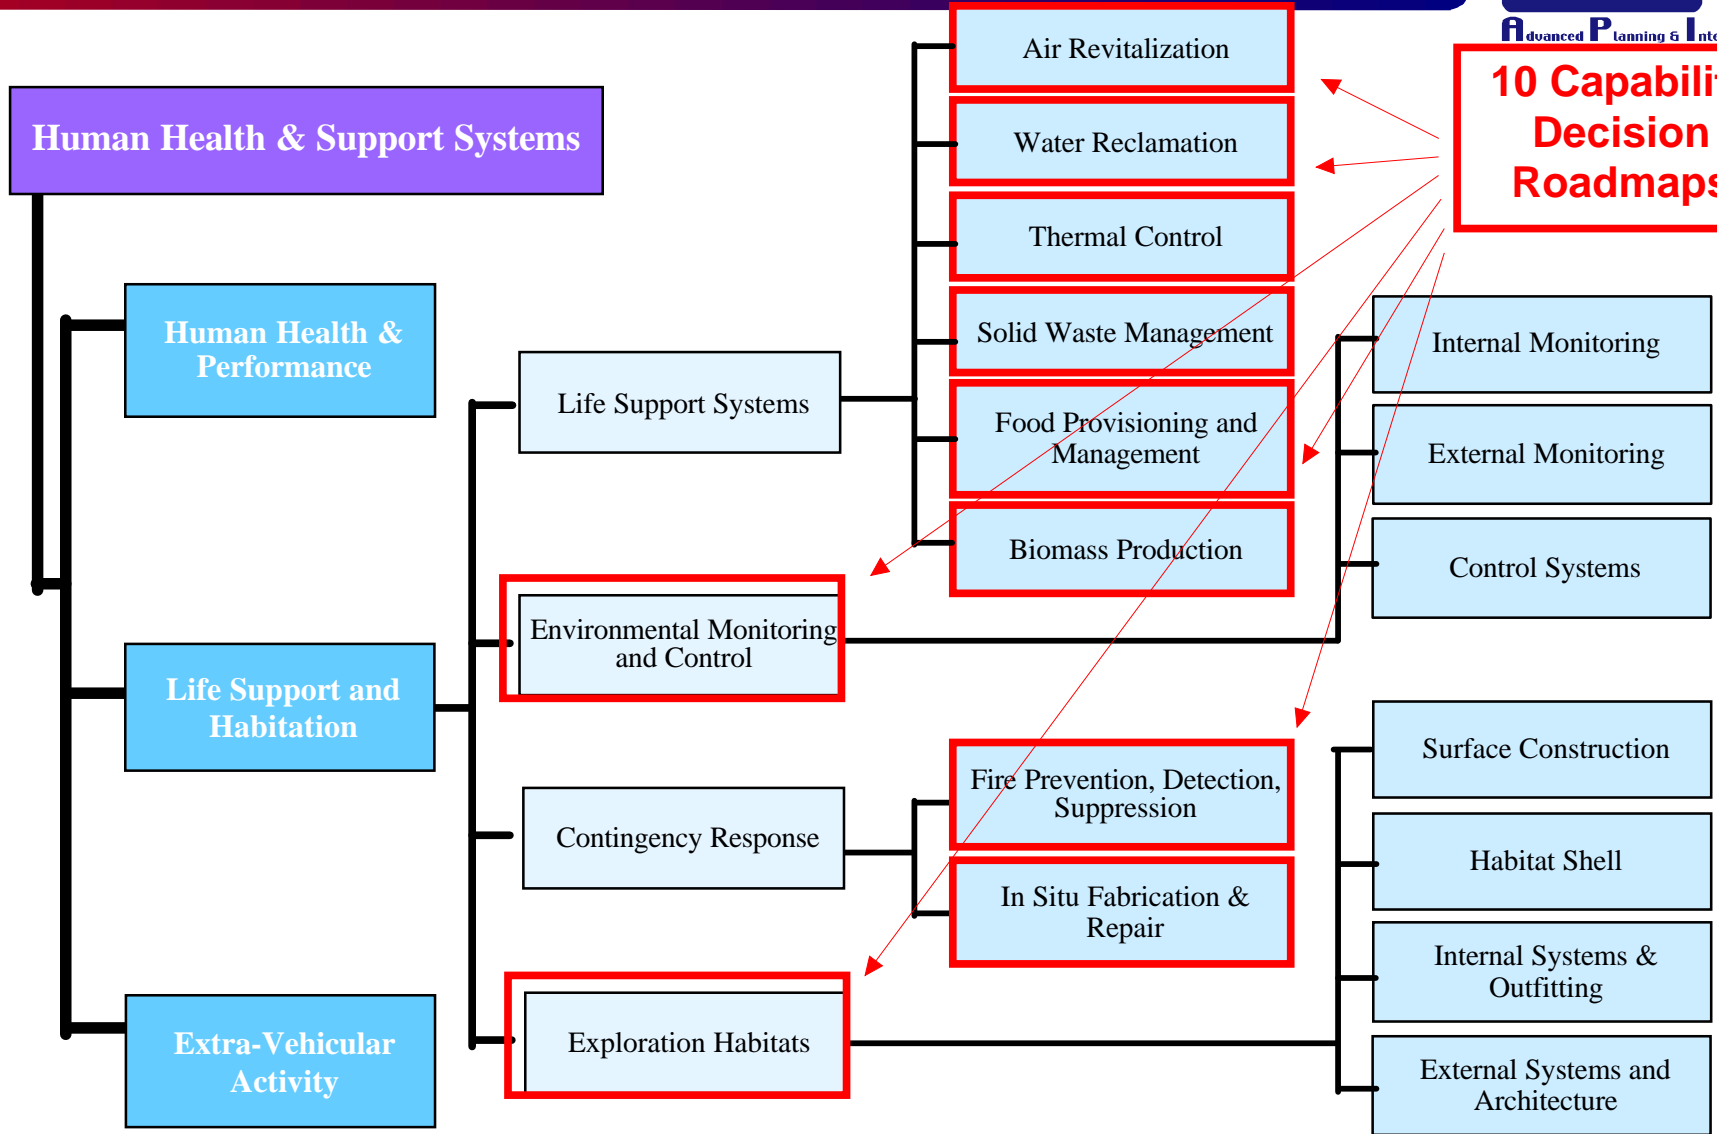 Advanced Planning &
10
Decision
Roadmaps
Human Health & Support Systems
Human Health &
Performance
Life Support and
Habitation
Extra-Vehicular
Activity
Life Support Systems
Environmental Monitoring
and Control
Contingency Response
Exploration Habitats
Air Revitalization
Water Reclamation
Thermal Control
Solid Waste Management
Food Provisioning and
Management
Biomass Production
Fire Prevention, Detection,
Suppression
In Situ Fabrication &
Repair
Internal Monitoring
External Monitoring
Control Systems
Surface Construction
Habitat Shell
Internal Systems &
Outfitting
External Systems and
Architecture